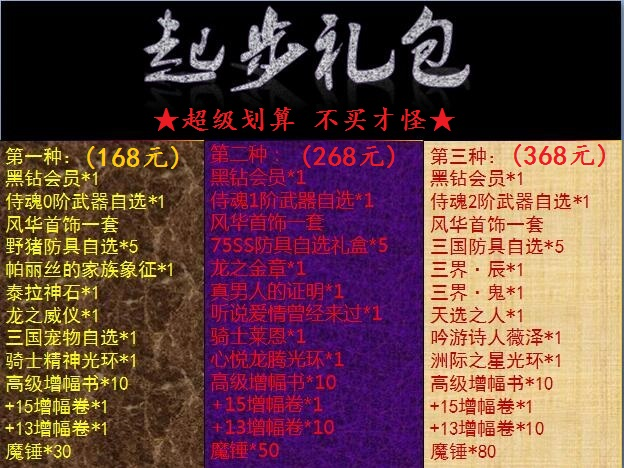 起步礼包
★超级划算 不买才怪★
第一种：(168元)
黑钻会员*1
侍魂0阶武器自选*1
风华首饰一套
野猪防具自选*5
帕丽丝的家族象征*1
泰拉神石*1
龙之威仪*1
三国宠物自选*1
骑士精神光环*1
高级增幅书*10
+15增幅卷*1
+13增幅卷*1
魔锤*30
第二种：(268元)
黑钻会员*1
侍魂1阶武器自选*1
风华首饰一套
75SS防具自选礼盒*5
龙之金章*1
真男人的证明*1
听说爱情曾经来过*1
骑士莱恩*1
心悦龙腾光环*1
高级增幅书*10
+15增幅卷*1
+13增幅卷*10
魔锤*50
第三种：(368元)
黑钻会员*1
侍魂2阶武器自选*1
风华首饰一套
三国防具自选*5
三界·辰*1
三界·鬼*1
天选之人*1
吟游诗人薇泽*1
洲际之星光环*1
高级增幅书*10
+15增幅卷*1
+13增幅卷*10
魔锤*80